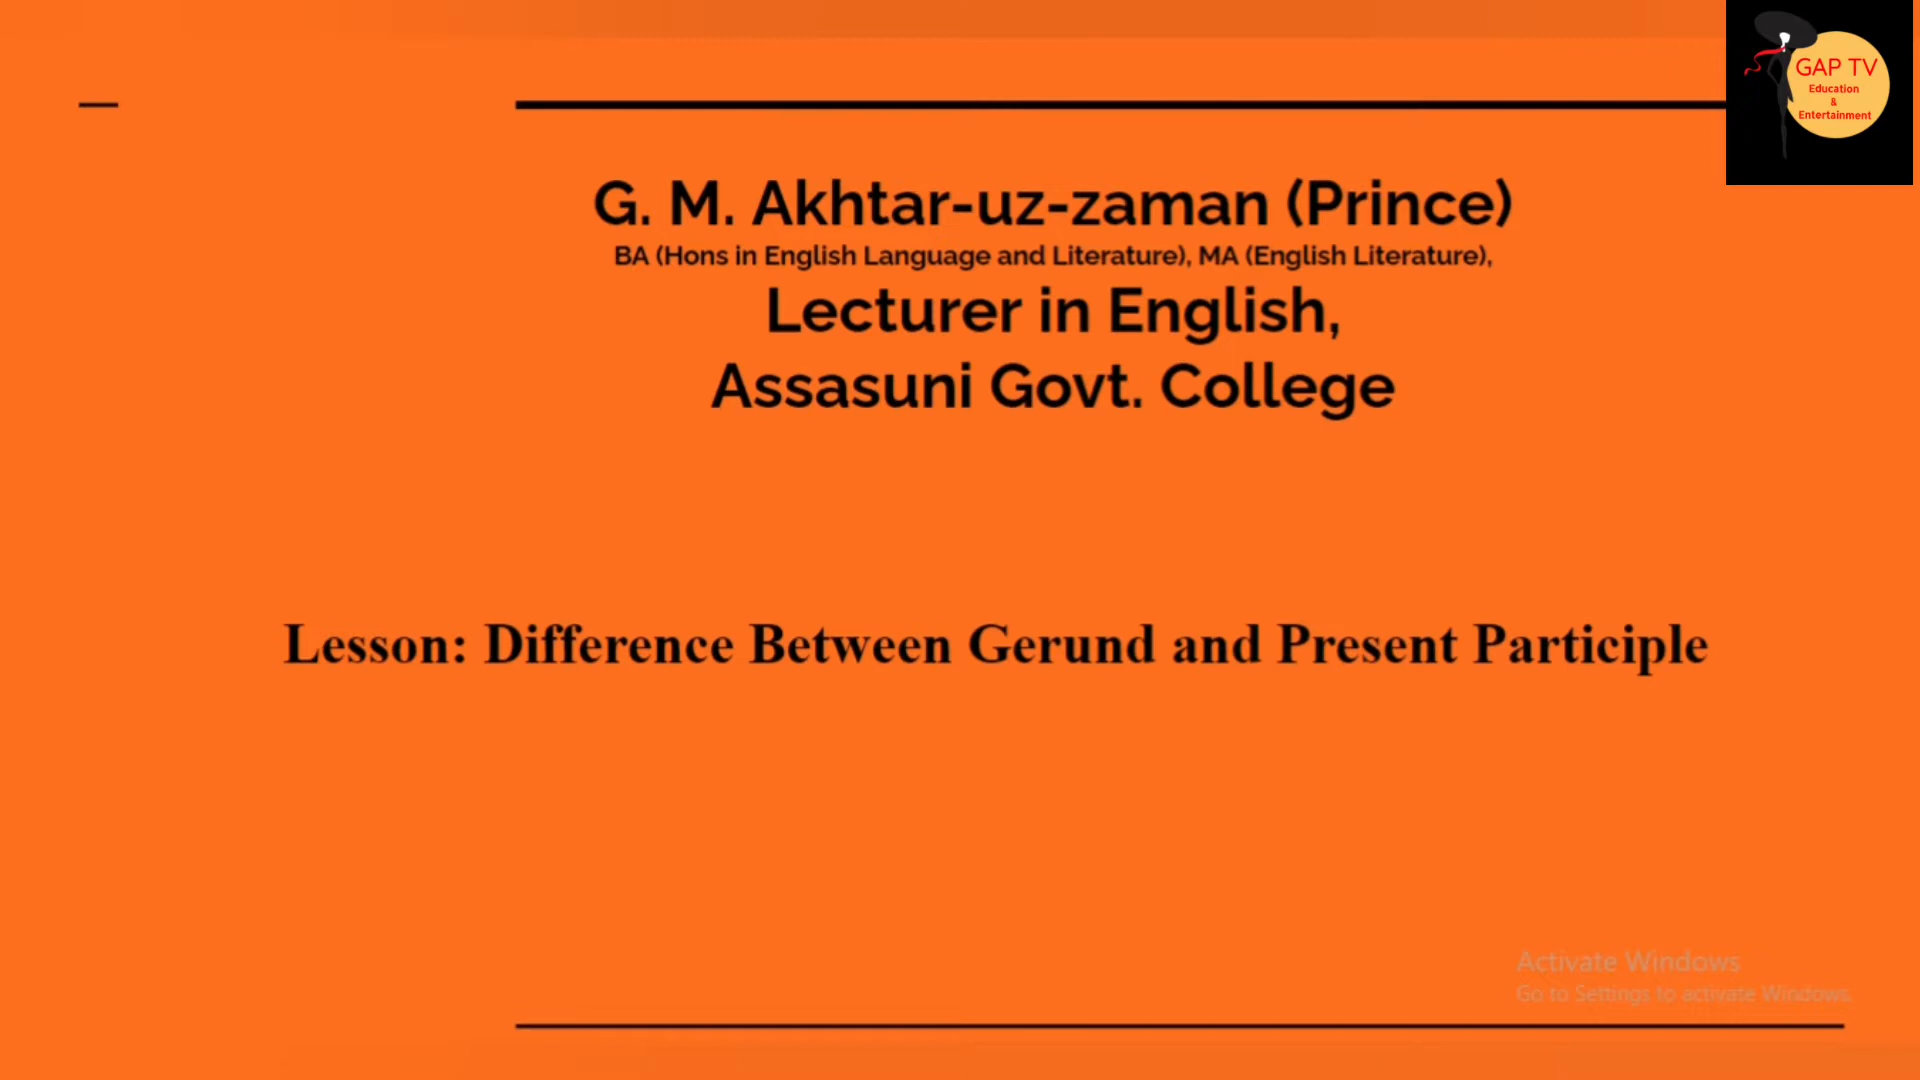 GAP TV
Education
&
Entertainment
G. M. Akhtar-uz-zaman (Prince)
BA (Hons in English Language and Literature), MA (English Literature),
Lecturer in English,
Assasuni Govt. College
Lesson: Difference Between Gerund and Present Participle
Activate Windows
Go to Settings to activate Windows.